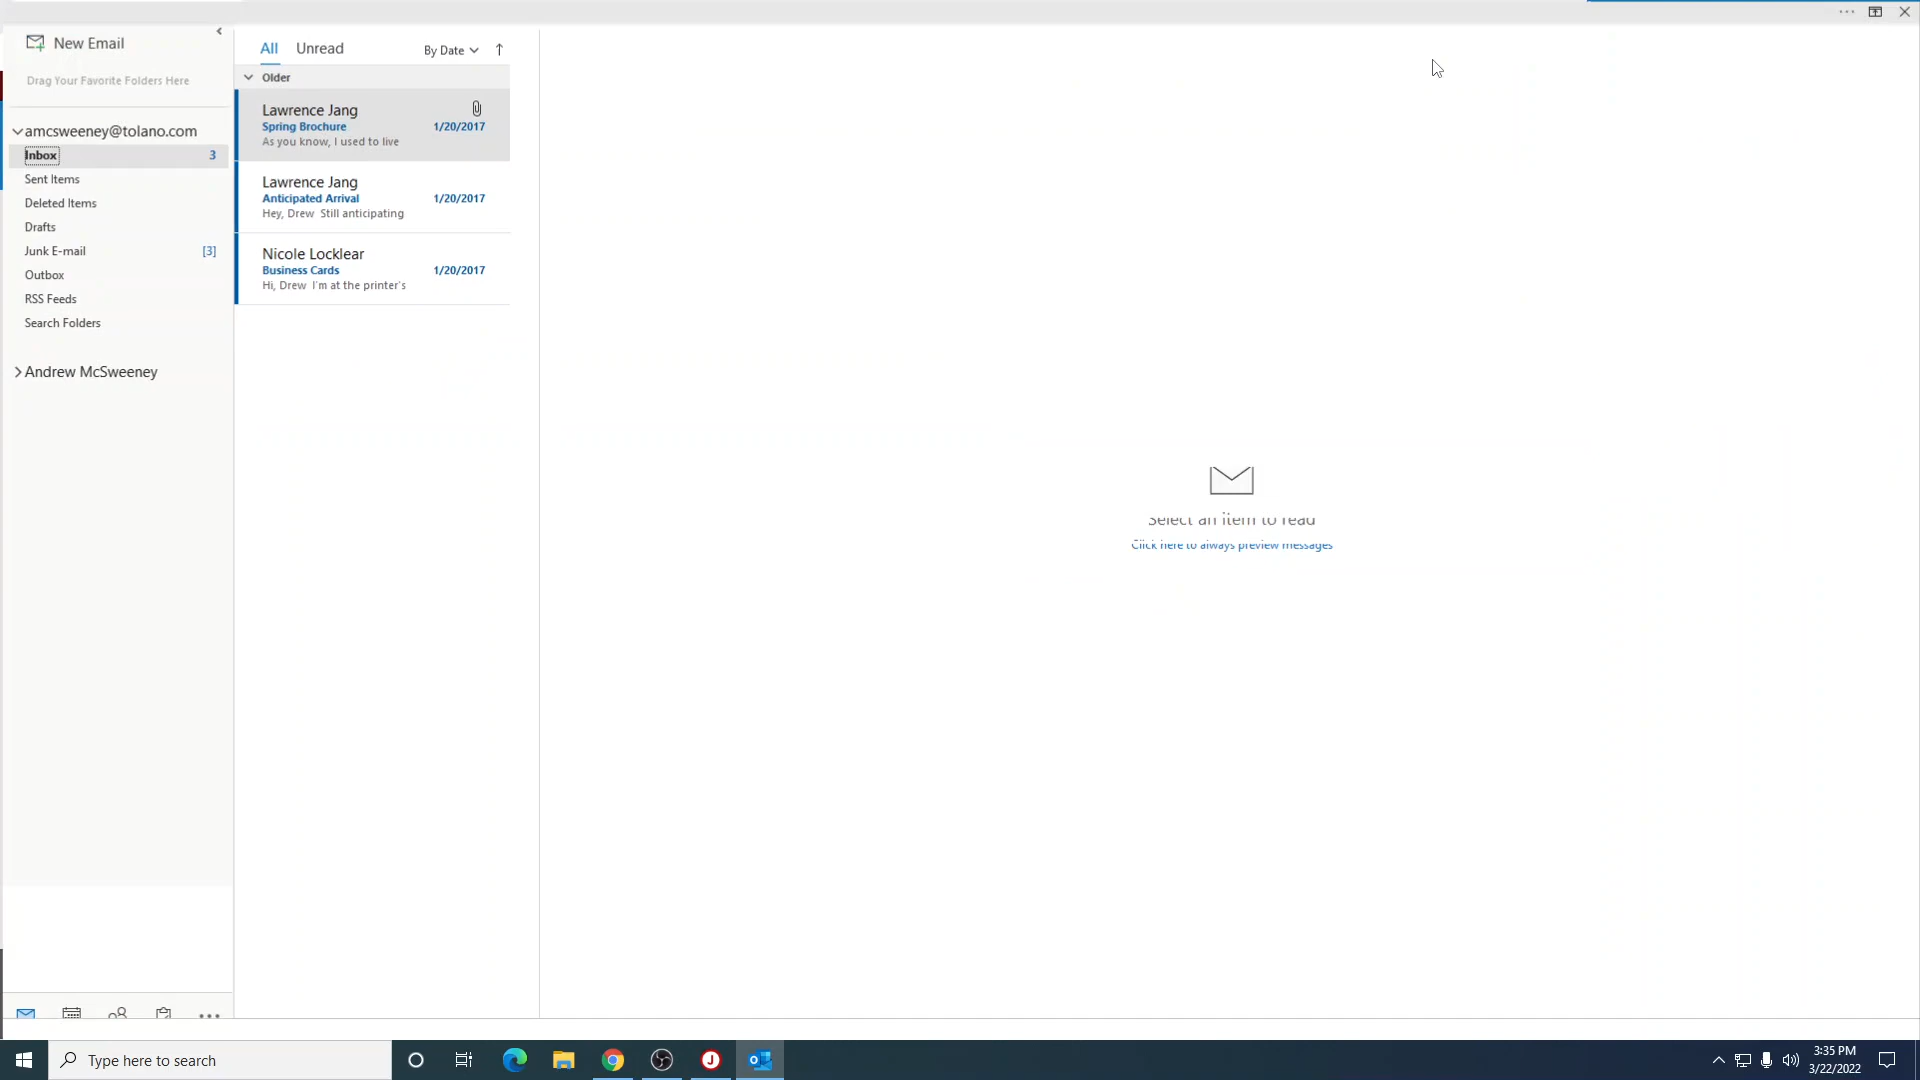 New Email
Drag Your Favorite Folders Here
amcsweeney@tolano.com
Inbox 3
Sent Items
Deleted Items
Drafts
Junk E-mail [3]
Outbox
RSS Feeds
Search Folders
Andrew McSweeney
All Unread By Date
Older
Lawrence Jang
Spring Brochure 1/20/2017
As you know, I used to live
Lawrence Jang
Anticipated Arrival 1/20/2017
Hey, Drew Still anticipating
Nicole Locklear
Business Cards 1/20/2017
Hi, Drew I'm at the printer's
Select an item to read
Click here to always preview messages
Type here to search
3:35 PM
3/22/2022